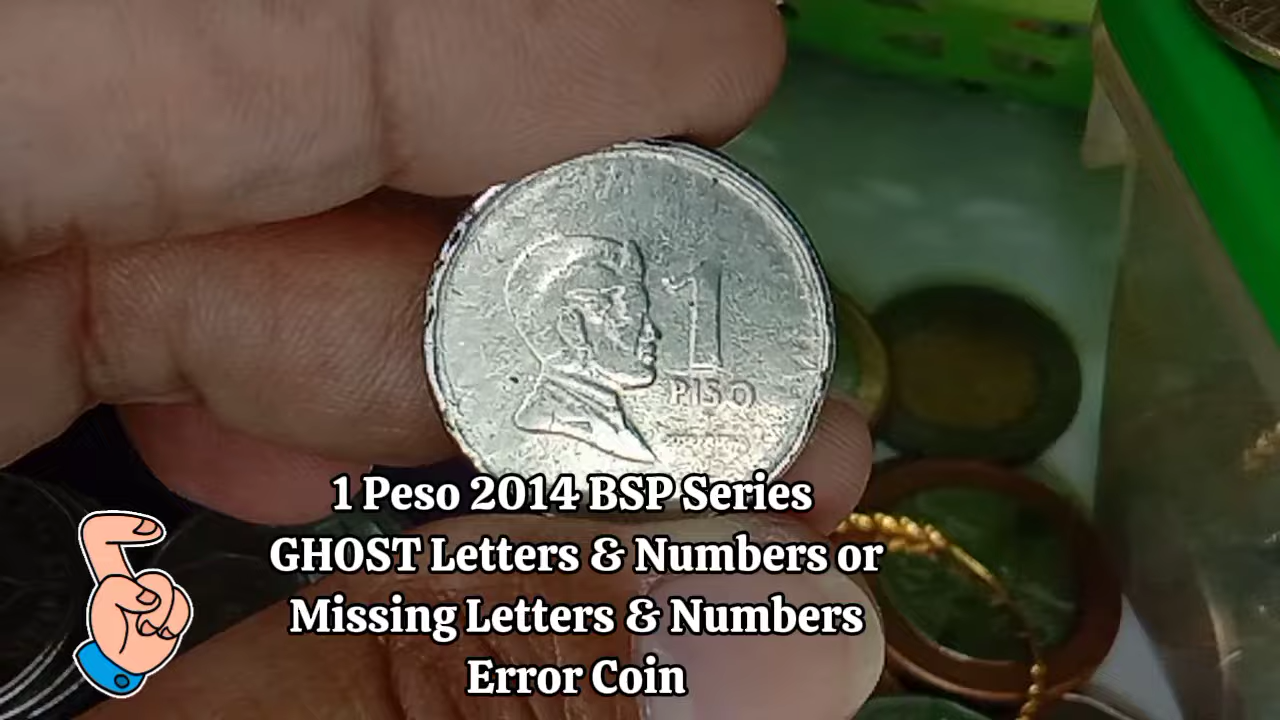 1
PISO
1 Peso 2014 BSP Series
GHOST Letters & Numbers or
Missing Letters & Numbers
Error Coin